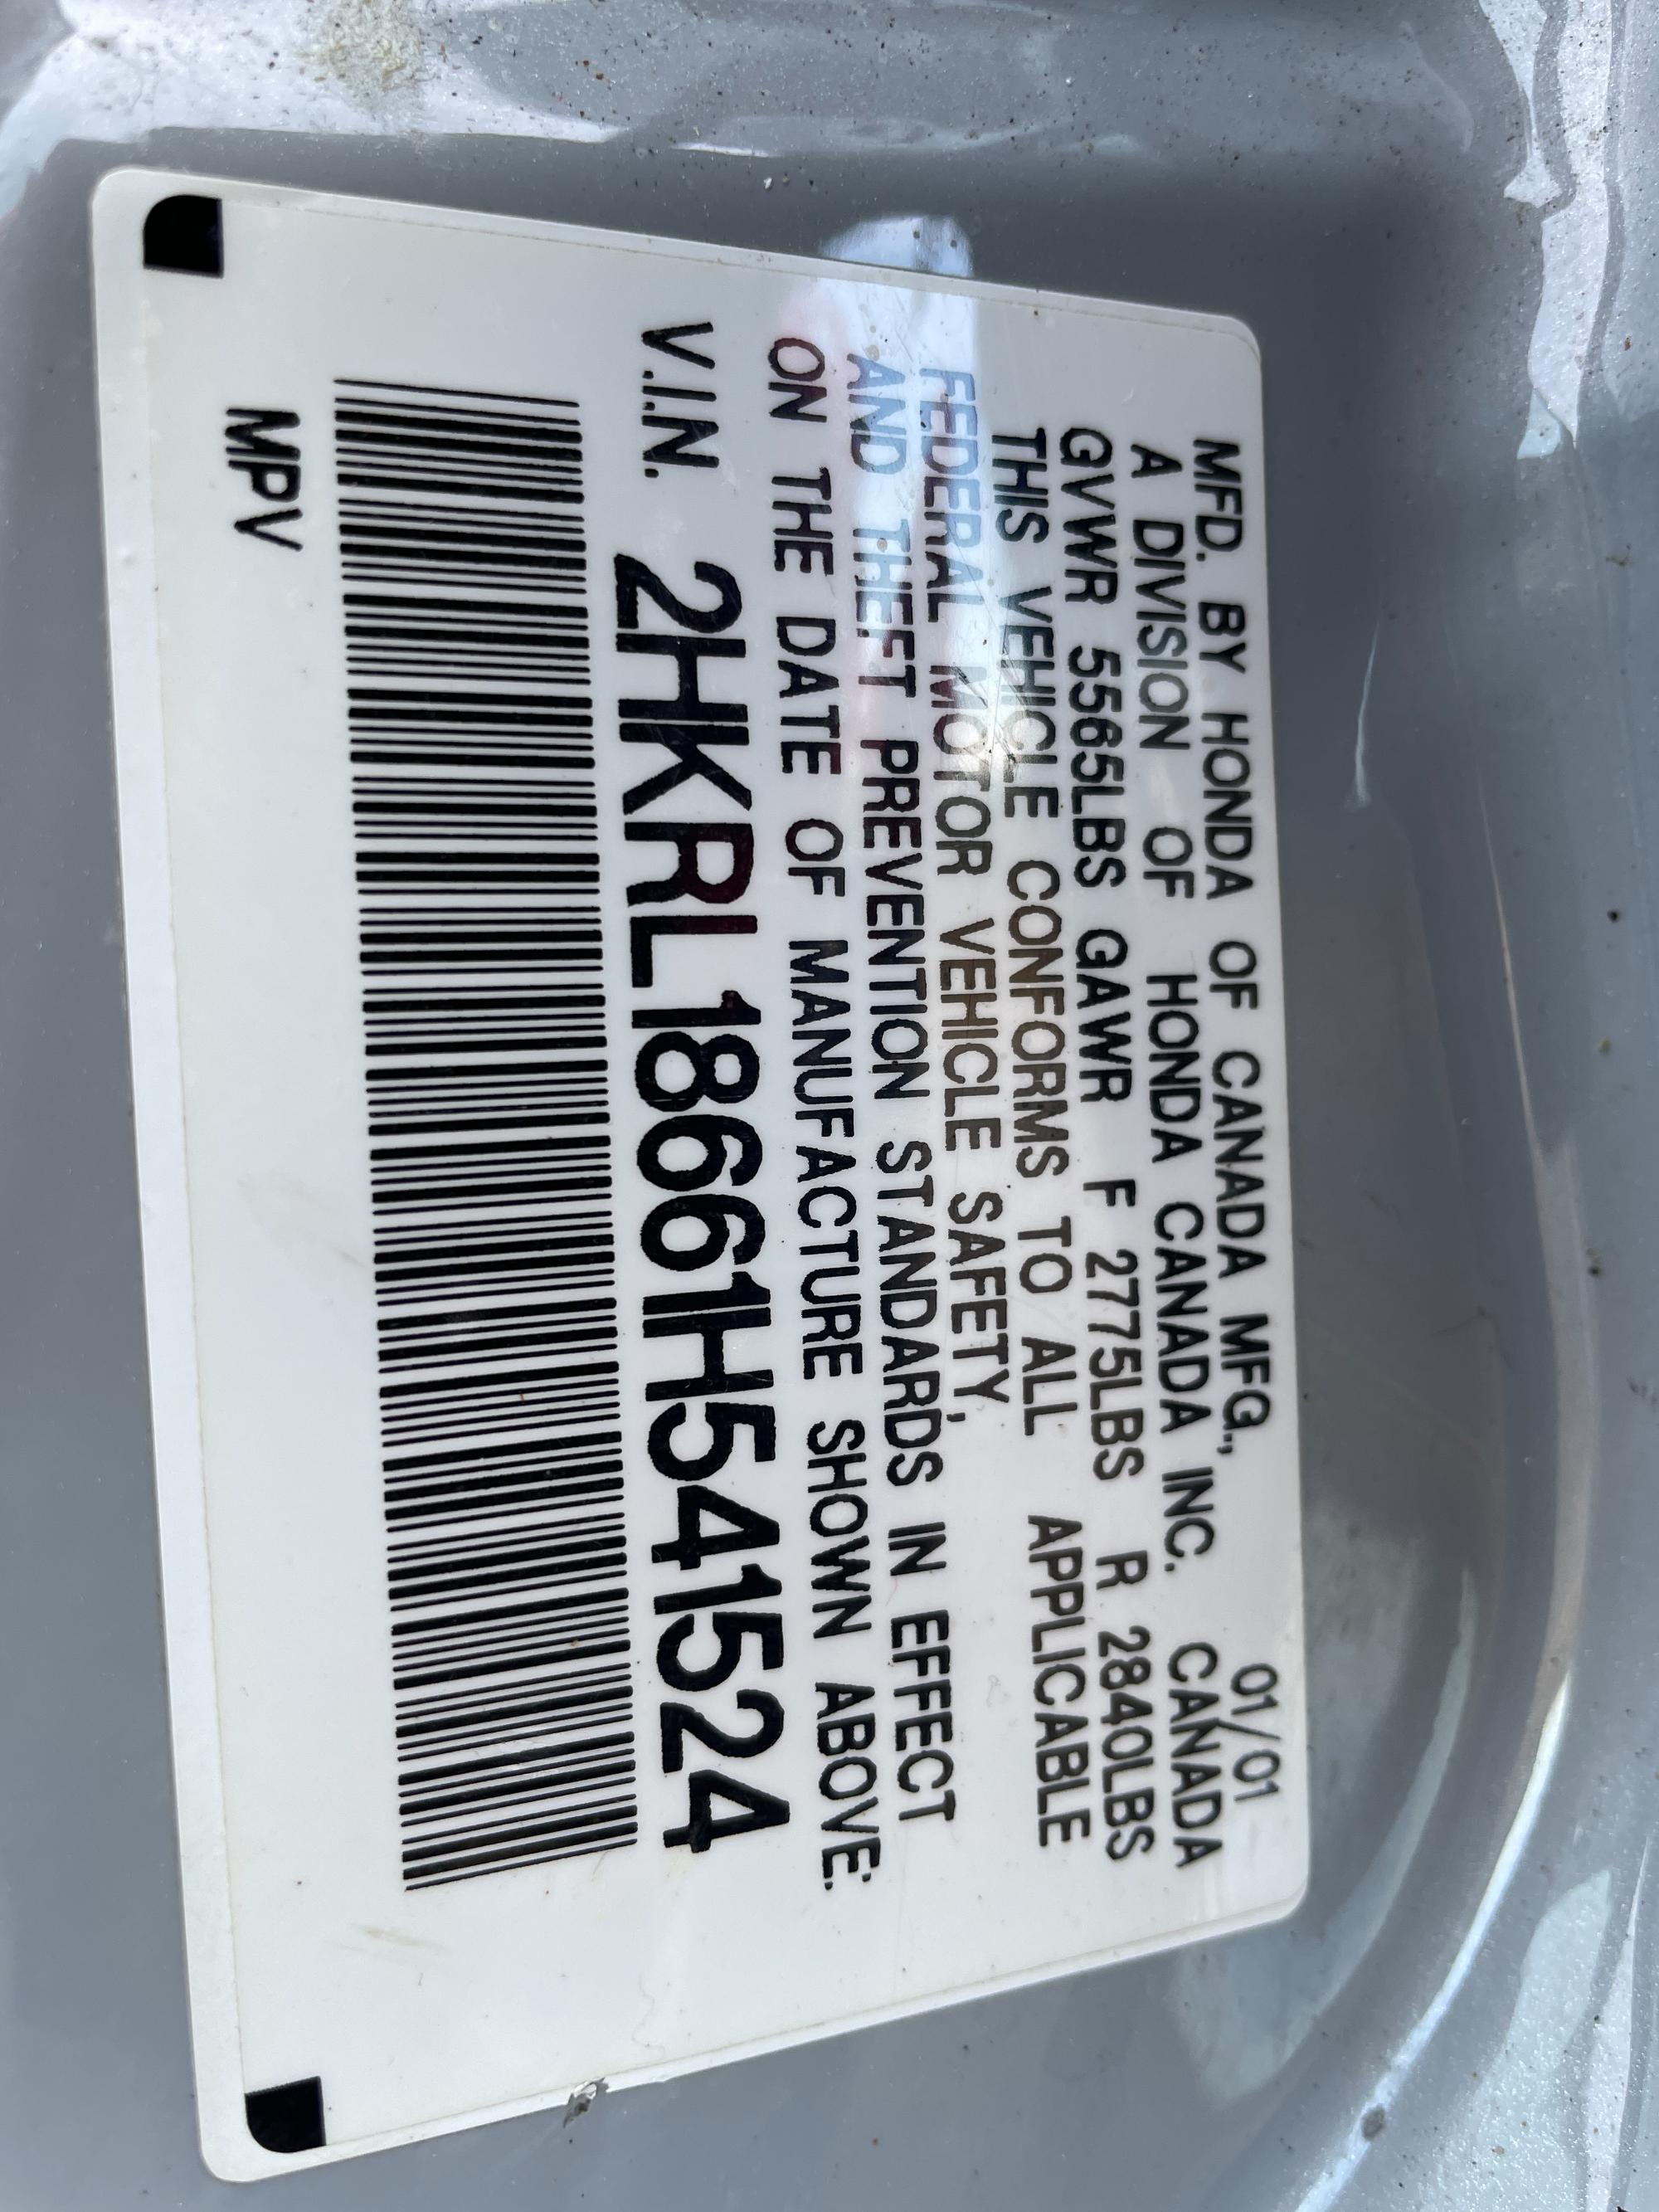 MFD. BY HONDA OF CANADA MFG., 01/01
A DIVISION OF HONDA CANADA INC. CANADA
GVWR 5565LBS GAWR F 2775LBS R 2840LBS
THIS VEHICLE CONFORMS TO ALL APPLICABLE
FEDERAL MOTOR VEHICLE SAFETY,
AND THEFT PREVENTION STANDARDS IN EFFECT
ON THE DATE OF MANUFACTURE SHOWN ABOVE.
V.I.N. 2HKRL18661H541524
MPV